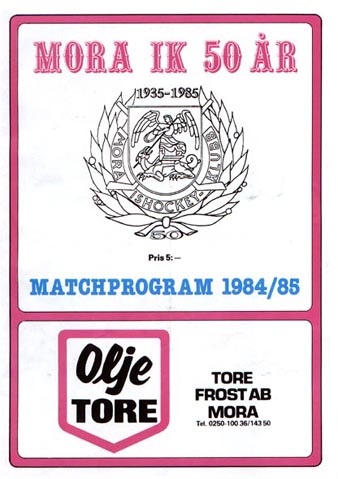 MORA IK 50 ÅR
1935-1985
MORA ISHOCKEY KLUBB
50
Pris 5:—
MATCHPROGRAM 1984/85
Olje
TORE
TORE
FROST AB
MORA
Tel. 0250-100 36/143 50